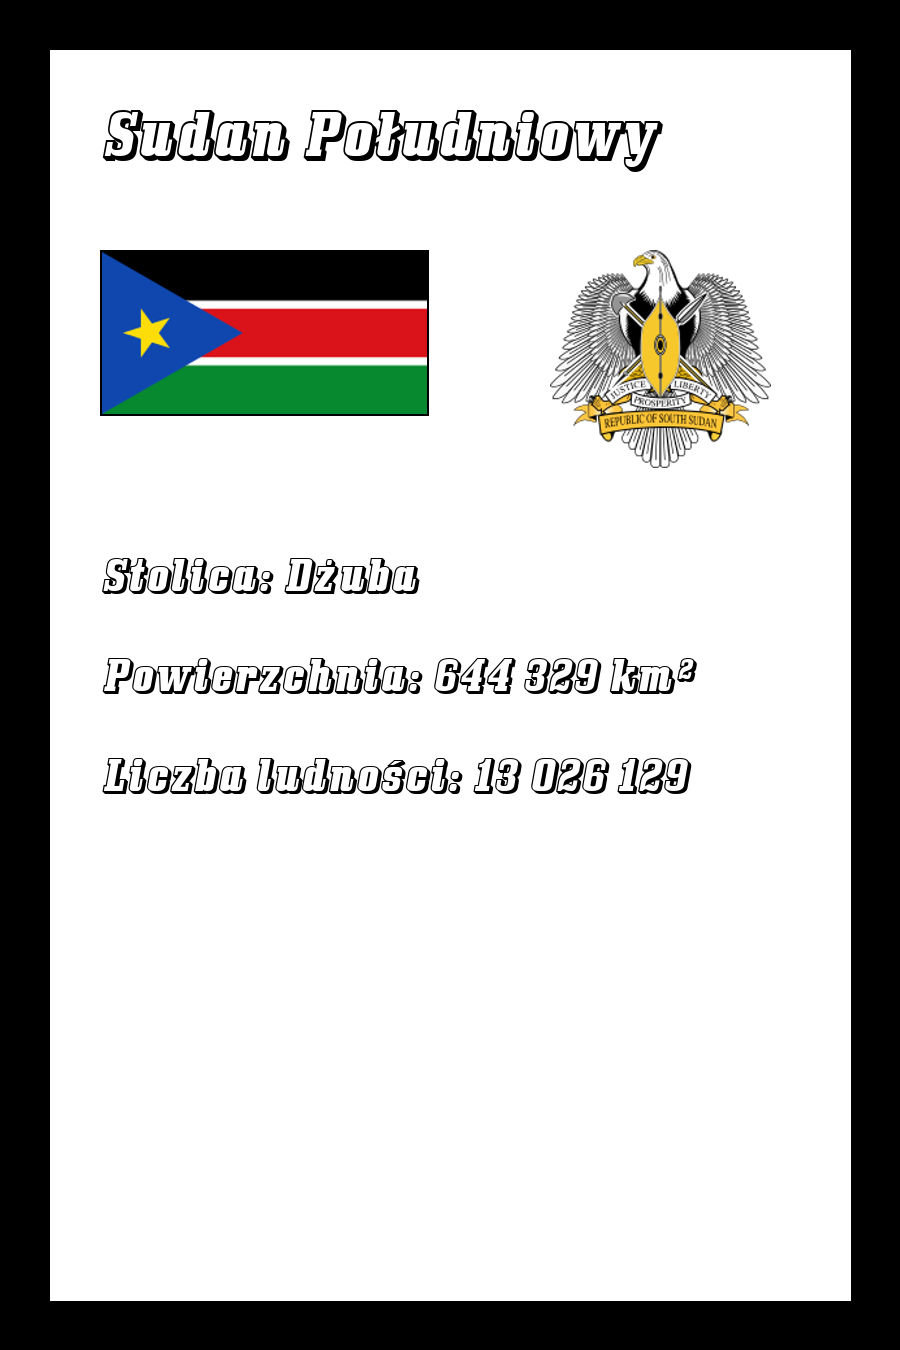 Sudan Południowy
JUSTICE LIBERTY
PROSPERITY
REPUBLIC OF SOUTH SUDAN
Stolica: Dżuba
Powierzchnia: 644 329 km²
Liczba ludności: 13 026 129